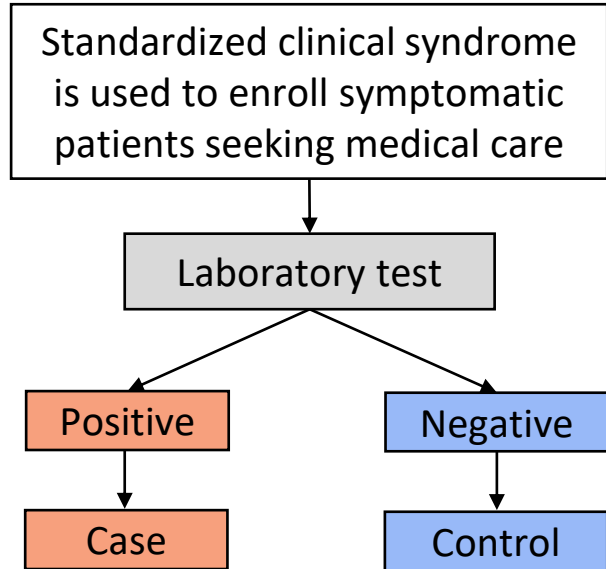 Standardized clinical syndrome
is used to enroll symptomatic
patients seeking medical care
Laboratory test
Positive
Negative
Case
Control